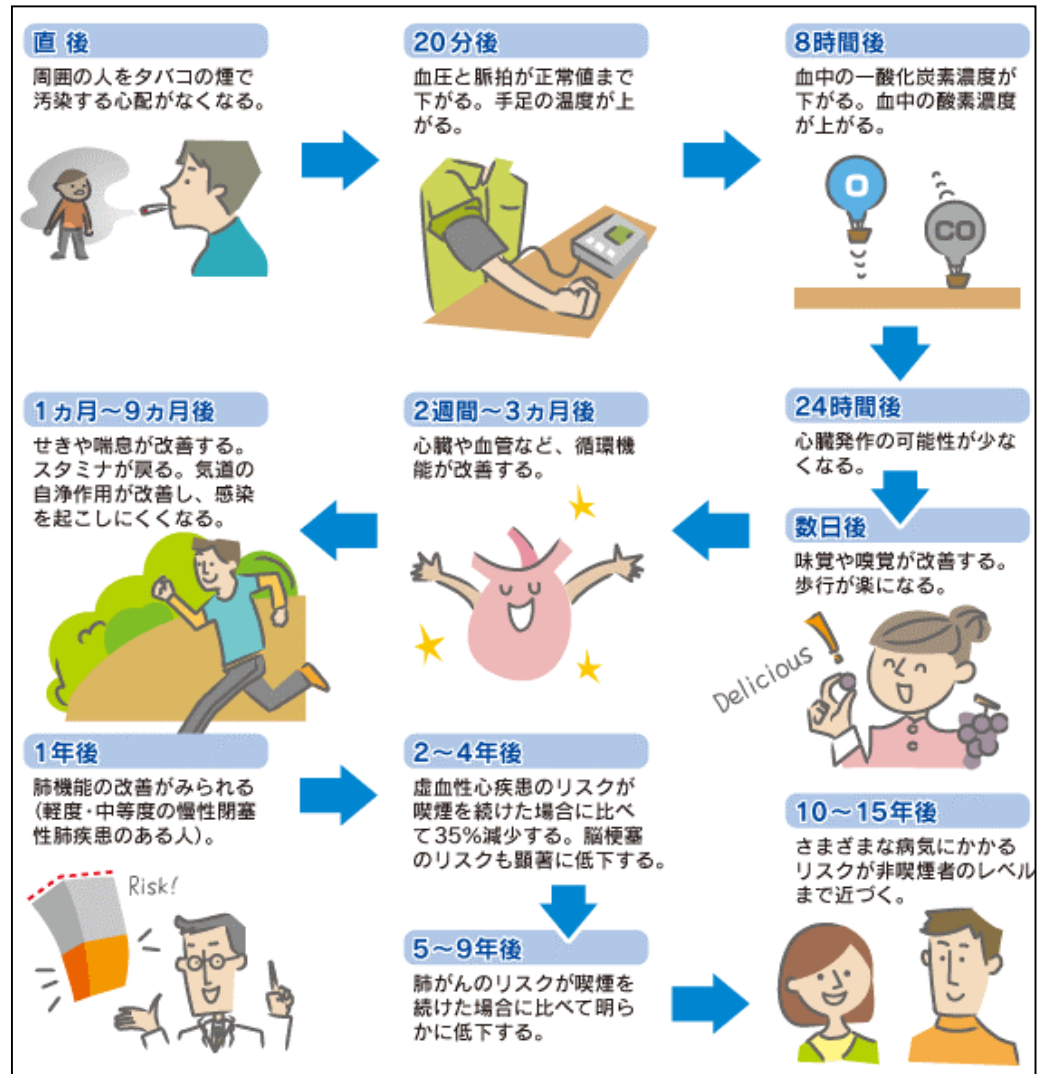 直後
周囲の人をタバコの煙で
汚染する心配がなくなる。
20分後
血圧と脈拍が正常値まで
下がる。手足の温度が上
がる。
8時間後
血中の一酸化炭素濃度が
下がる。血中の酸素濃度
が上がる。
O
CO
24時間後
心臓発作の可能性が少な
くなる。
数日後
味覚や嗅覚が改善する。
歩行が楽になる。
Delicious
!
2週間～3ヵ月後
心臓や血管など、循環機
能が改善する。
1ヵ月～9ヵ月後
せきや喘息が改善する。
スタミナが戻る。気道の
自浄作用が改善し、感染
を起こしにくくなる。
1年後
肺機能の改善がみられる
(軽度・中等度の慢性閉塞
性肺疾患のある人)。
Risk!
2～4年後
虚血性心疾患のリスクが
喫煙を続けた場合に比べ
て35%減少する。脳梗塞
のリスクも顕著に低下する。
5～9年後
肺がんのリスクが喫煙を
続けた場合に比べて明ら
かに低下する。
10～15年後
さまざまな病気にかかる
リスクが非喫煙者のレベル
まで近づく。